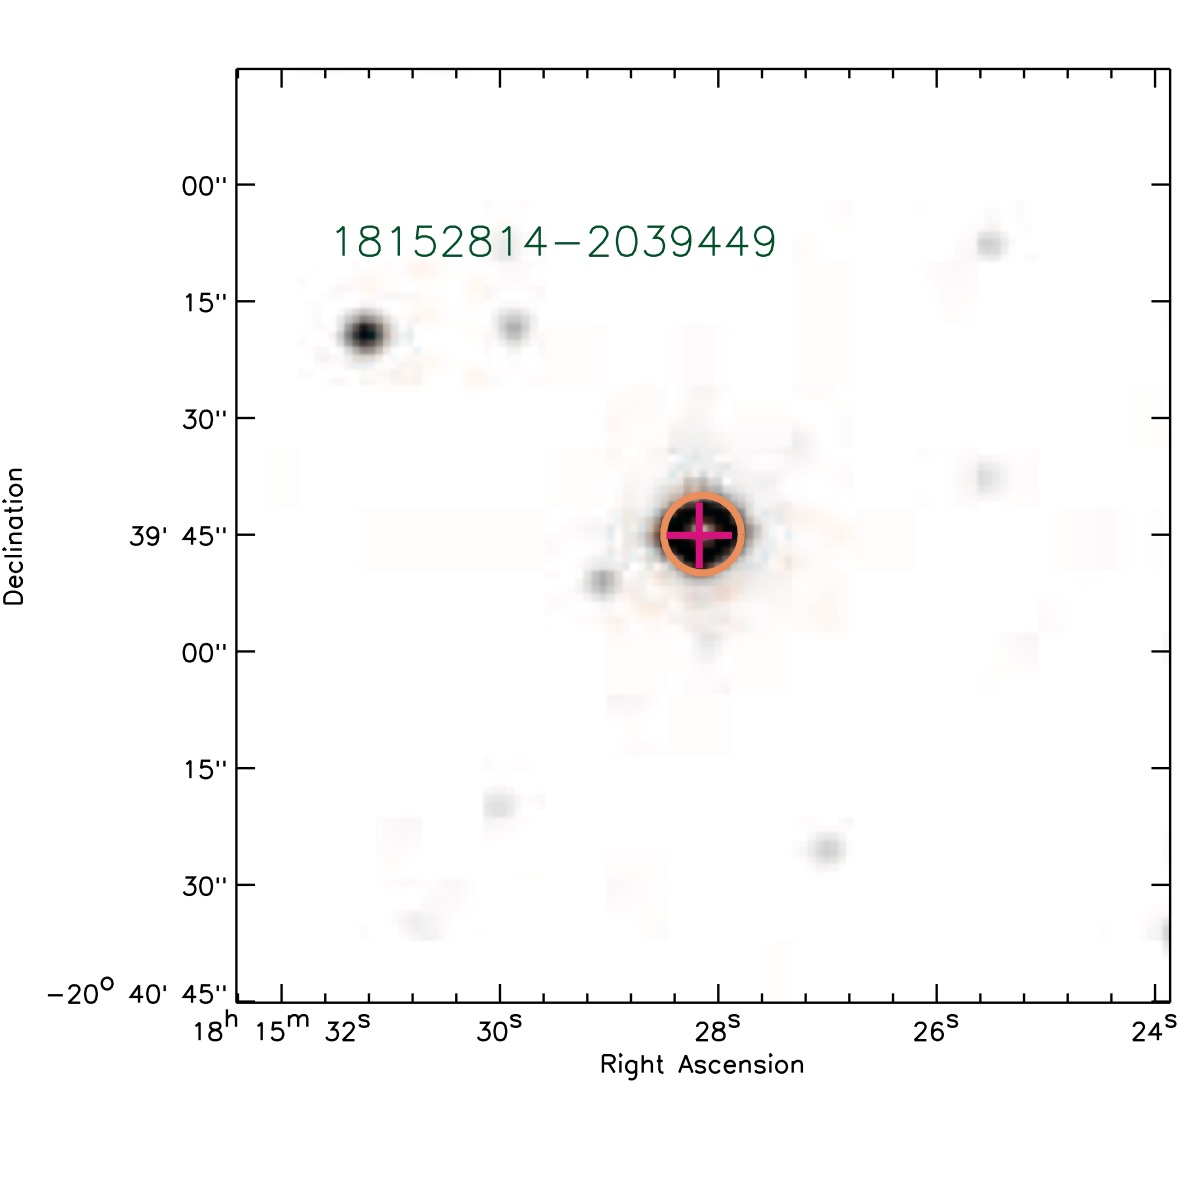 00"
18152814-2039449
15"
30"
39' 45"
00"
15"
30"
-20° 40' 45"
18h 15m 32s 30s 28s 26s 24s
Right Ascension
Declination